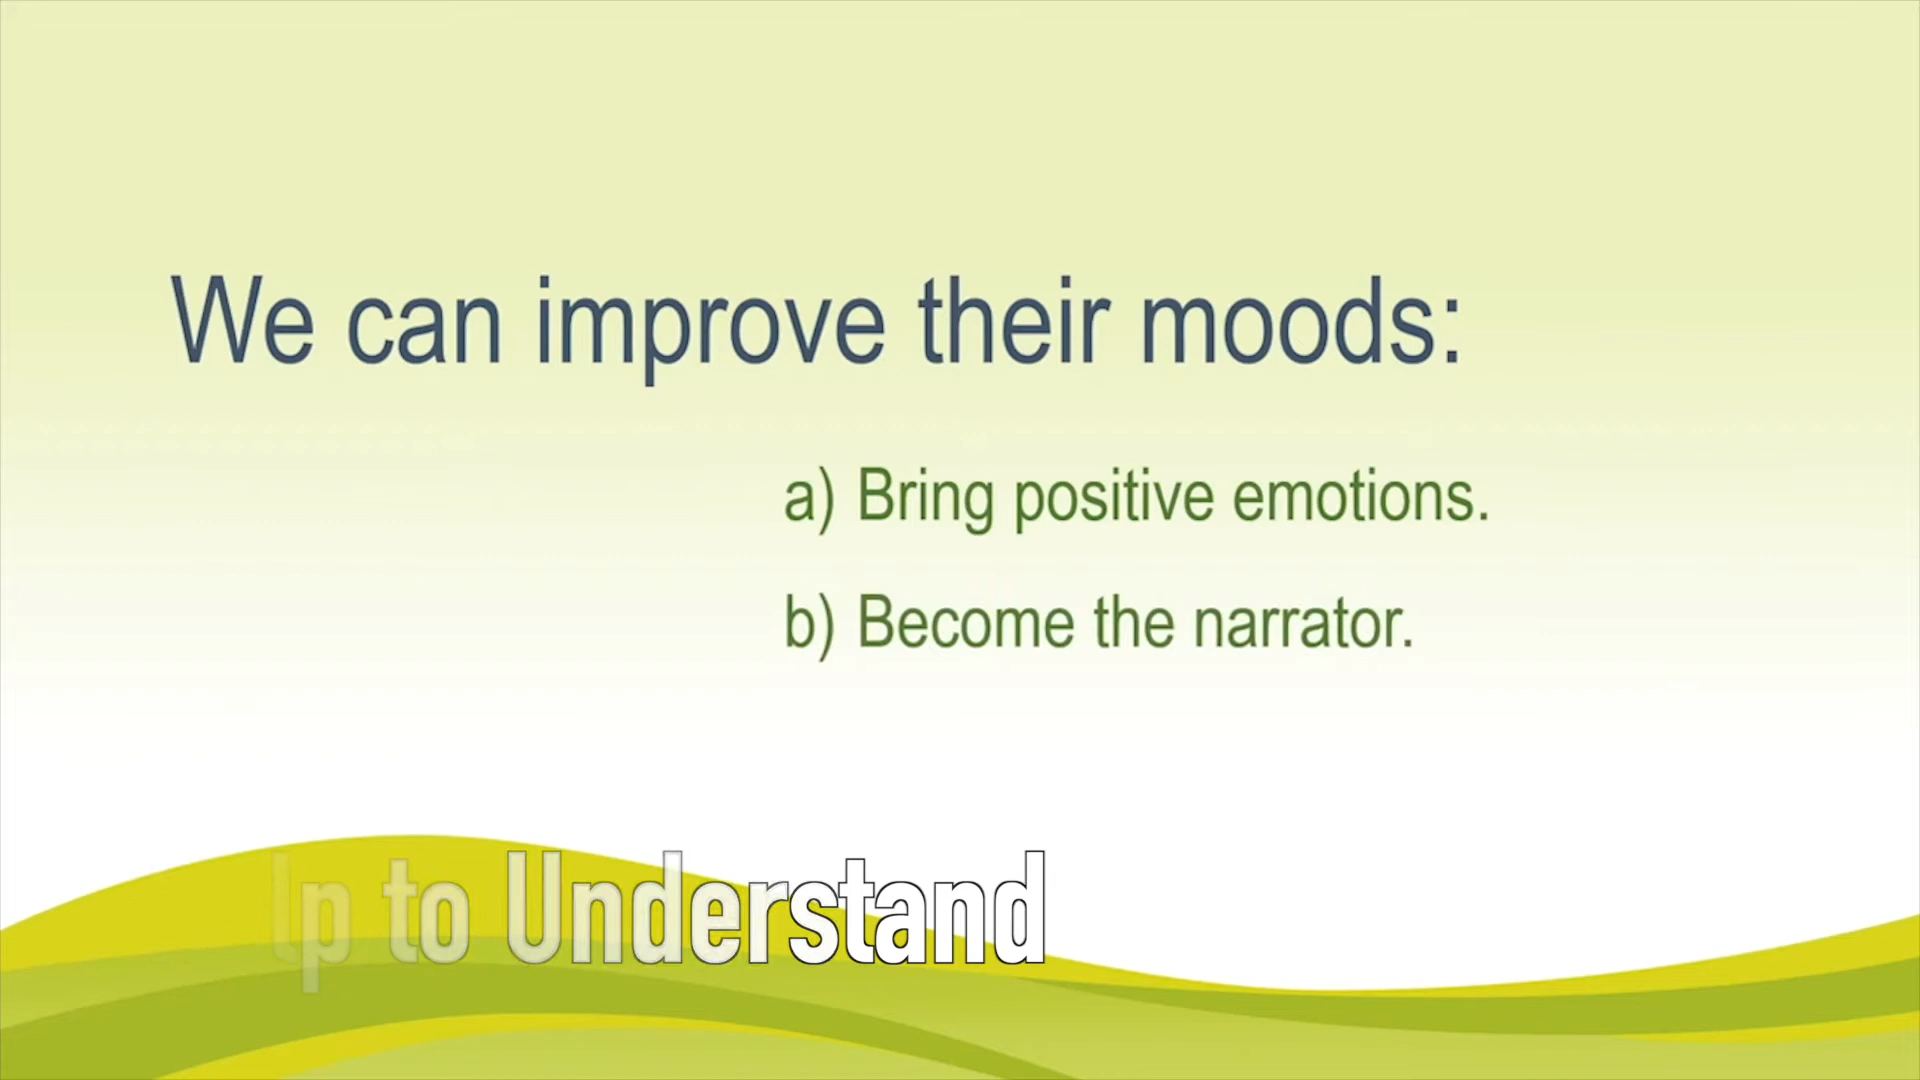 We can improve their moods:
a) Bring positive emotions.
b) Become the narrator.
to Understand